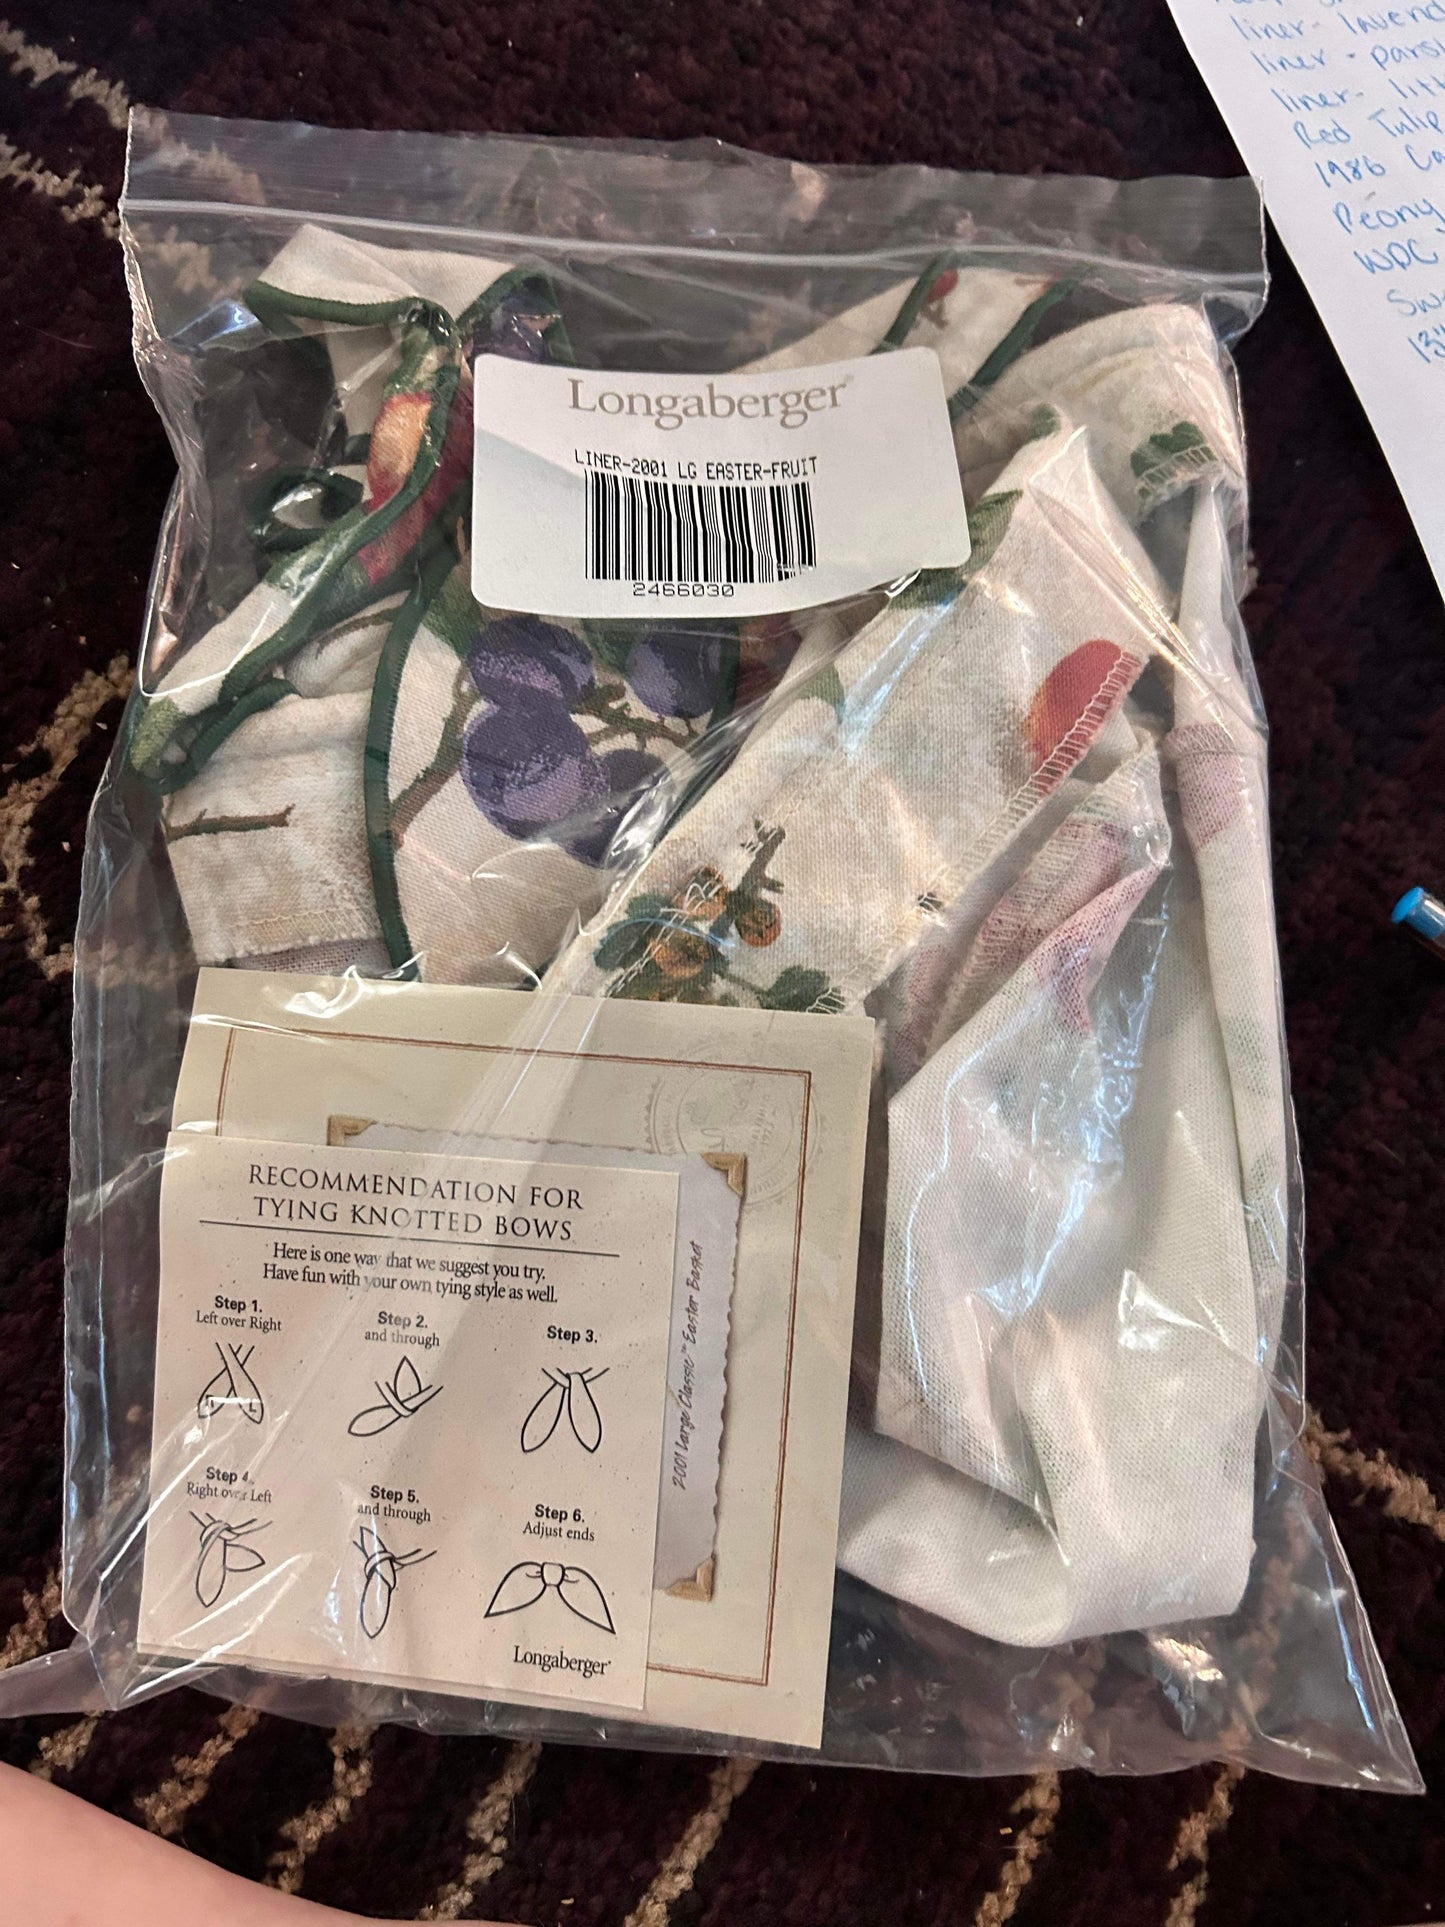 liner-
liner -
liner-
Red Tulip
1986
Peony
WDC
13"
Longaberger®
LINER-2001 LG EASTER-FRUIT
2466030
RECOMMENDATION FOR
TYING KNOTTED BOWS
Here is one way that we suggest you try.
Have fun with your own tying style as well.
Step 1.
Left over Right
Step 2.
and through
Step 3.
Step 4.
Right over Left
Step 5.
and through
Step 6.
Adjust ends
Longaberger®
2001 Large Classic™ Easter Basket